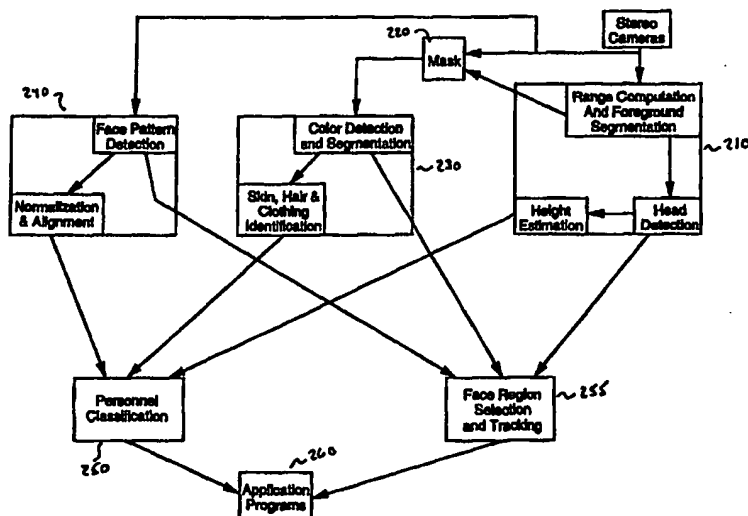 Stereo
Cameras
220
Mask
240
Face Pattern
Detection
Color Detection
and Segmentation
230
Range Computation
And Foreground
Segmentation
210
Normalization
& Alignment
Skin, Hair &
Clothing
Identification
Height
Estimation
Head
Detection
Personnel
Classification
250
Face Region
Selection
and Tracking
255
260
Application
Programs